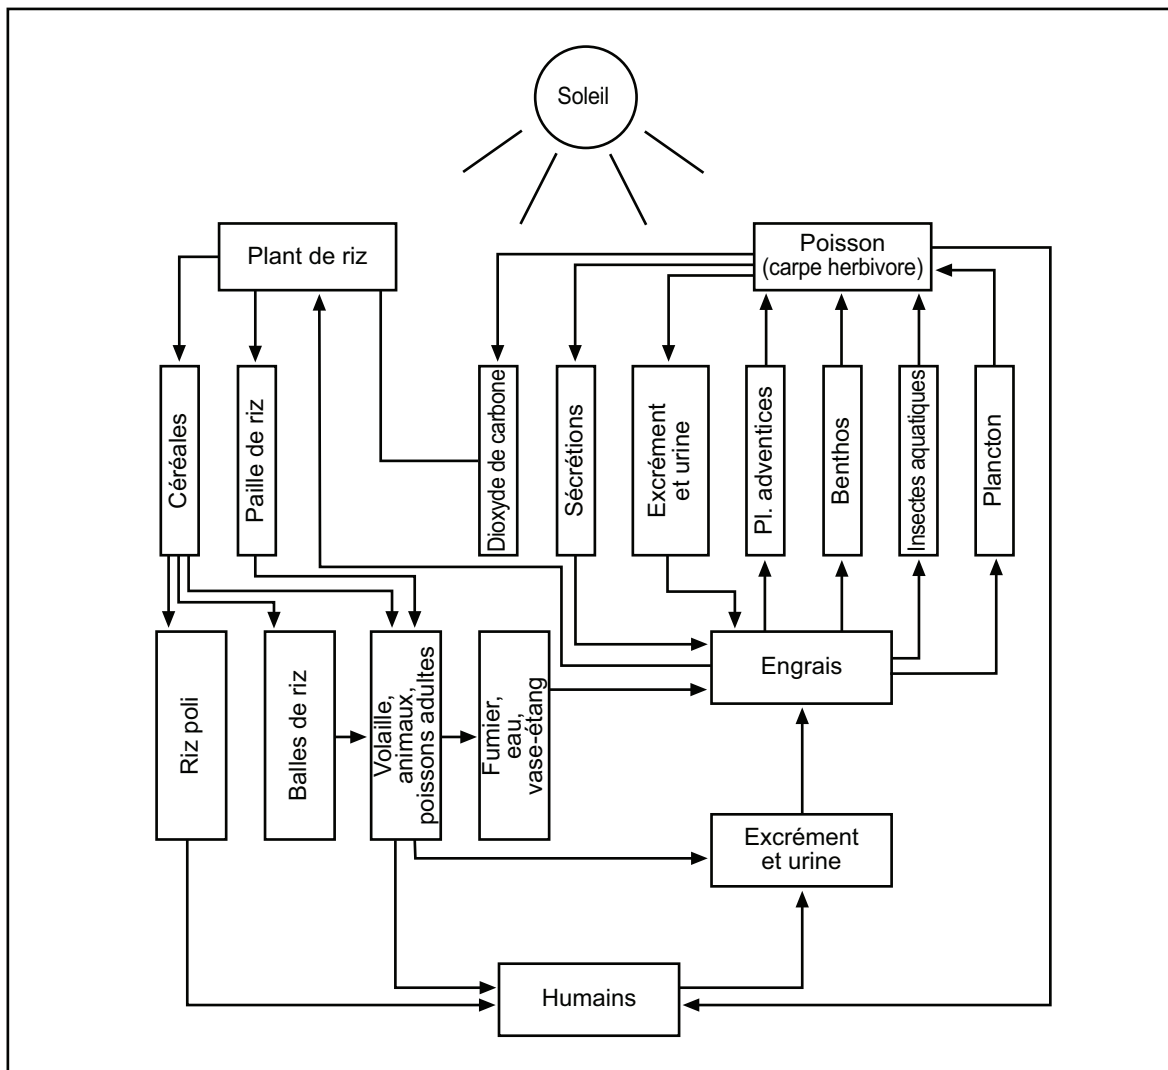 Soleil
Plant de riz
Poisson
(carpe herbivore)
Céréales
Paille de riz
Dioxyde de carbone
Sécrétions
Excrément
et urine
Pl. adventices
Benthos
Insectes aquatiques
Plancton
Riz poli
Balles de riz
Volaille,
animaux,
poissons adultes
Fumier,
eau,
vase-étang
Engrais
Excrément
et urine
Humains